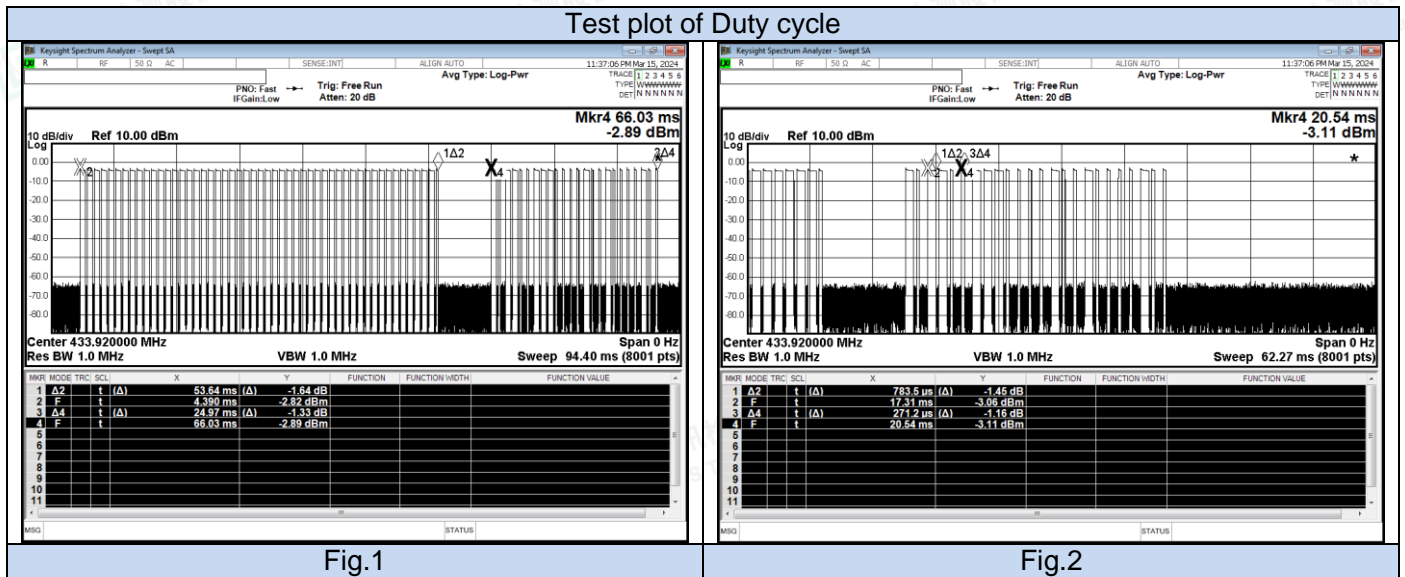 Test plot of Duty cycle
Keysight Spectrum Analyzer - Swept SA
R RF 50 Ω AC SENSE:INT ALIGN AUTO 11:37:06 PM Mar 15, 2024
PNO: Fast Trig: Free Run Avg Type: Log-Pwr TRACE 1 2 3 4 5 6
IFGain:Low Atten: 20 dB TYPE WWWWWW
DET N N N N N N
Mkr4 66.03 ms
-2.89 dBm
10 dB/div Ref 10.00 dBm
Log
0.00
-10.0
-20.0
-30.0
-40.0
-50.0
-60.0
-70.0
-80.0
2 1Δ2 4 3Δ4
Center 433.920000 MHz Span 0 Hz
Res BW 1.0 MHz VBW 1.0 MHz Sweep 94.40 ms (8001 pts)
MKR MODE TRC SCL X Y FUNCTION FUNCTION WIDTH FUNCTION VALUE
1 Δ2 t (Δ) 53.64 ms (Δ) -1.64 dB
2 F t 4.390 ms -2.82 dBm
3 Δ4 t (Δ) 24.97 ms (Δ) -1.33 dB
4 F t 66.03 ms -2.89 dBm
5
6
7
8
9
10
11
MSG STATUS
Fig.1
Keysight Spectrum Analyzer - Swept SA
R RF 50 Ω AC SENSE:INT ALIGN AUTO 11:37:06 PM Mar 15, 2024
PNO: Fast Trig: Free Run Avg Type: Log-Pwr TRACE 1 2 3 4 5 6
IFGain:Low Atten: 20 dB TYPE WWWWWW
DET N N N N N N
Mkr4 20.54 ms
-3.11 dBm
10 dB/div Ref 10.00 dBm
Log
0.00
-10.0
-20.0
-30.0
-40.0
-50.0
-60.0
-70.0
-80.0
2 1Δ2 4 3Δ4
Center 433.920000 MHz Span 0 Hz
Res BW 1.0 MHz VBW 1.0 MHz Sweep 62.27 ms (8001 pts)
MKR MODE TRC SCL X Y FUNCTION FUNCTION WIDTH FUNCTION VALUE
1 Δ2 t (Δ) 783.5 µs (Δ) -1.45 dB
2 F t 17.31 ms -3.06 dBm
3 Δ4 t (Δ) 271.2 µs (Δ) -1.16 dB
4 F t 20.54 ms -3.11 dBm
5
6
7
8
9
10
11
MSG STATUS
Fig.2